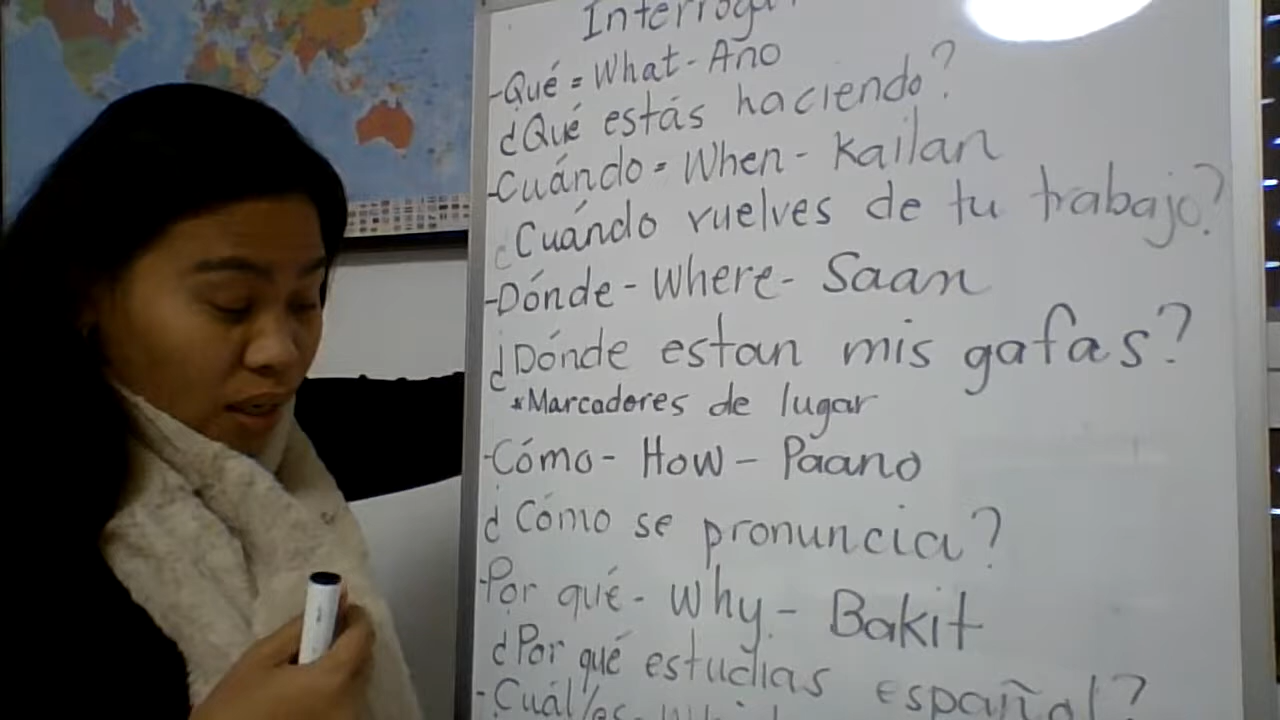 Interrog
-Qué = What - Ano
¿Qué estás haciendo?
-Cuándo = When - Kailan
¿Cuándo vuelves de tu trabajo?
-Dónde - Where - Saan
¿Dónde estan mis gafas?
*Marcadores de lugar
-Cómo - How - Paano
¿Cómo se pronuncia?
-Por qué - Why - Bakit
¿Por qué estudias español?
-Cuál/es -